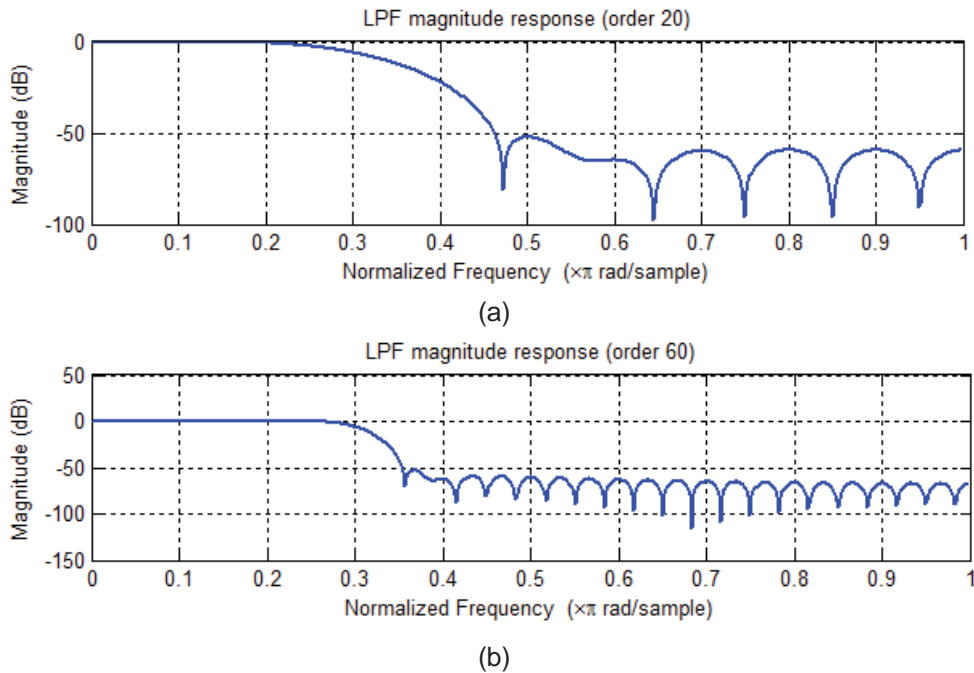 LPF magnitude response (order 20)
Magnitude (dB)
0
-50
-100
0 0.1 0.2 0.3 0.4 0.5 0.6 0.7 0.8 0.9 1
Normalized Frequency (×π rad/sample)
(a)
LPF magnitude response (order 60)
Magnitude (dB)
50
0
-50
-100
-150
0 0.1 0.2 0.3 0.4 0.5 0.6 0.7 0.8 0.9 1
Normalized Frequency (×π rad/sample)
(b)